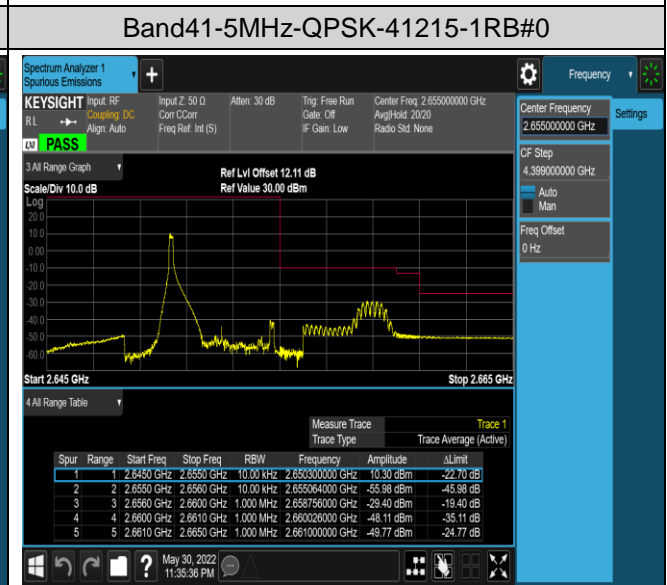 Band41-5MHz-QPSK-41215-1RB#0
Spectrum Analyzer 1
Spurious Emissions
Frequency
KEYSIGHT
RL
PASS
Input: RF
Coupling: DC
Align: Auto
Input Z: 50 Ω
Corr CCorr
Freq Ref: Int (S)
Atten: 30 dB
Trig: Free Run
Gate: Off
IF Gain: Low
Center Freq: 2.655000000 GHz
Avg|Hold: 20/20
Radio Std: None
Center Frequency
2.655000000 GHz
Settings
CF Step
4.399000000 GHz
Auto
Man
Freq Offset
0 Hz
3 All Range Graph
Scale/Div 10.0 dB
Ref Lvl Offset 12.11 dB
Ref Value 30.00 dBm
Log
20.0
10.0
0.00
-10.0
-20.0
-30.0
-40.0
-50.0
-60.0
Start 2.645 GHz
Stop 2.665 GHz
4 All Range Table
Measure Trace Trace 1
Trace Type Trace Average (Active)
Spur Range Start Freq Stop Freq RBW Frequency Amplitude ΔLimit
1 1 2.6450 GHz 2.6550 GHz 10.00 kHz 2.650300000 GHz 10.30 dBm -22.70 dB
2 2 2.6550 GHz 2.6560 GHz 10.00 kHz 2.655064000 GHz -55.98 dBm -45.98 dB
3 3 2.6560 GHz 2.6600 GHz 1.000 MHz 2.658756000 GHz -29.40 dBm -19.40 dB
4 4 2.6600 GHz 2.6610 GHz 1.000 MHz 2.660026000 GHz -48.11 dBm -35.11 dB
5 5 2.6610 GHz 2.6650 GHz 1.000 MHz 2.661000000 GHz -49.77 dBm -24.77 dB
May 30, 2022
11:35:36 PM